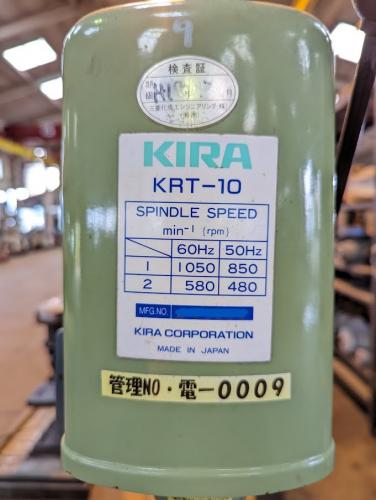 9
検査証
KIRA
KRT-10
SPINDLE SPEED
min-1 (rpm)
60Hz 50Hz
1 1050 850
2 580 480
MFG.NO.
KIRA CORPORATION
MADE IN JAPAN
管理NO・電-0009